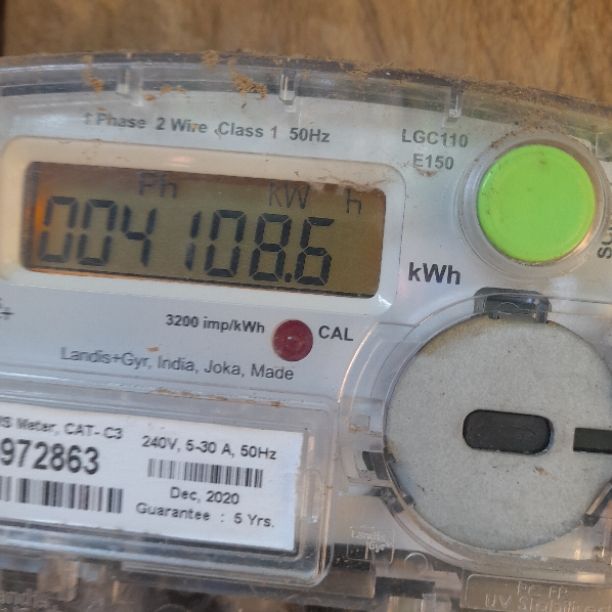 1 Phase 2 Wire Class 1 50Hz
LGC110
E150
Ph kW h
004108.6
kWh
3200 imp/kWh CAL
Landis+Gyr, India, Joka, Made
Meter, CAT-C3
972863
240V, 5-30 A, 50Hz
Dec, 2020
Guarantee : 5 Yrs.